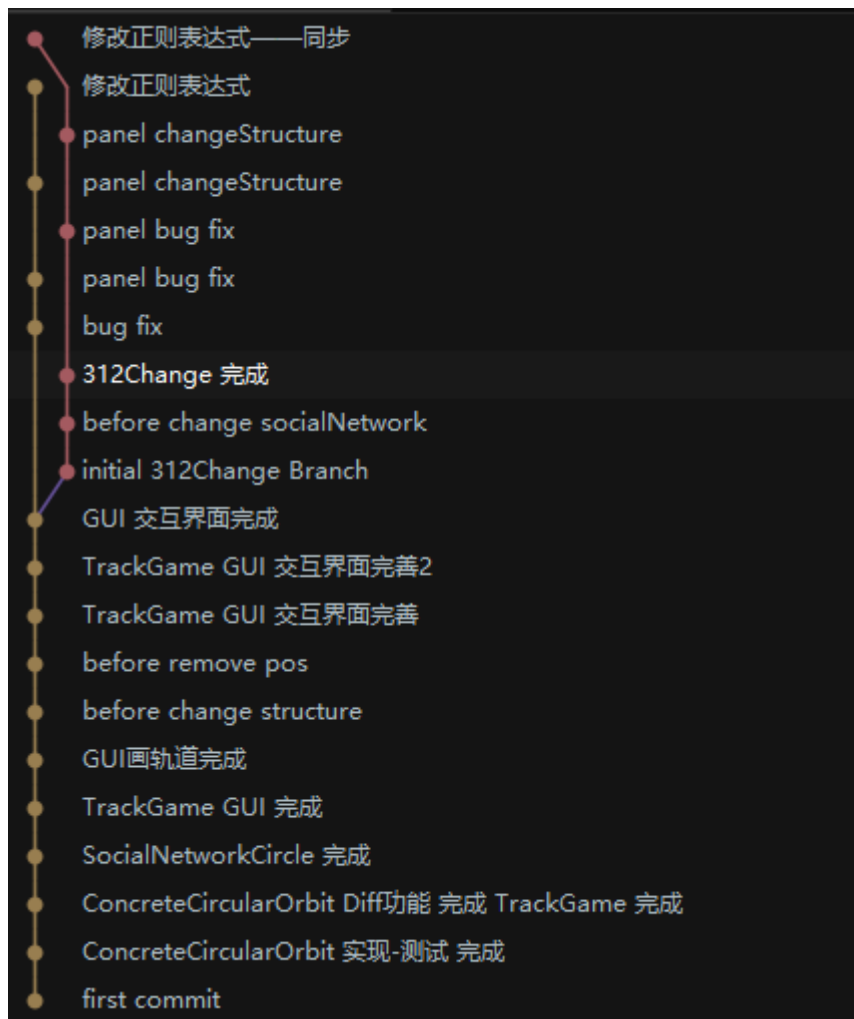 修改正则表达式——同步
修改正则表达式
panel changeStructure
panel changeStructure
panel bug fix
panel bug fix
bug fix
312Change 完成
before change socialNetwork
initial 312Change Branch
GUI 交互界面完成
TrackGame GUI 交互界面完善2
TrackGame GUI 交互界面完善
before remove pos
before change structure
GUI画轨道完成
TrackGame GUI 完成
SocialNetworkCircle 完成
ConcreteCircularOrbit Diff功能 完成 TrackGame 完成
ConcreteCircularOrbit 实现-测试 完成
first commit